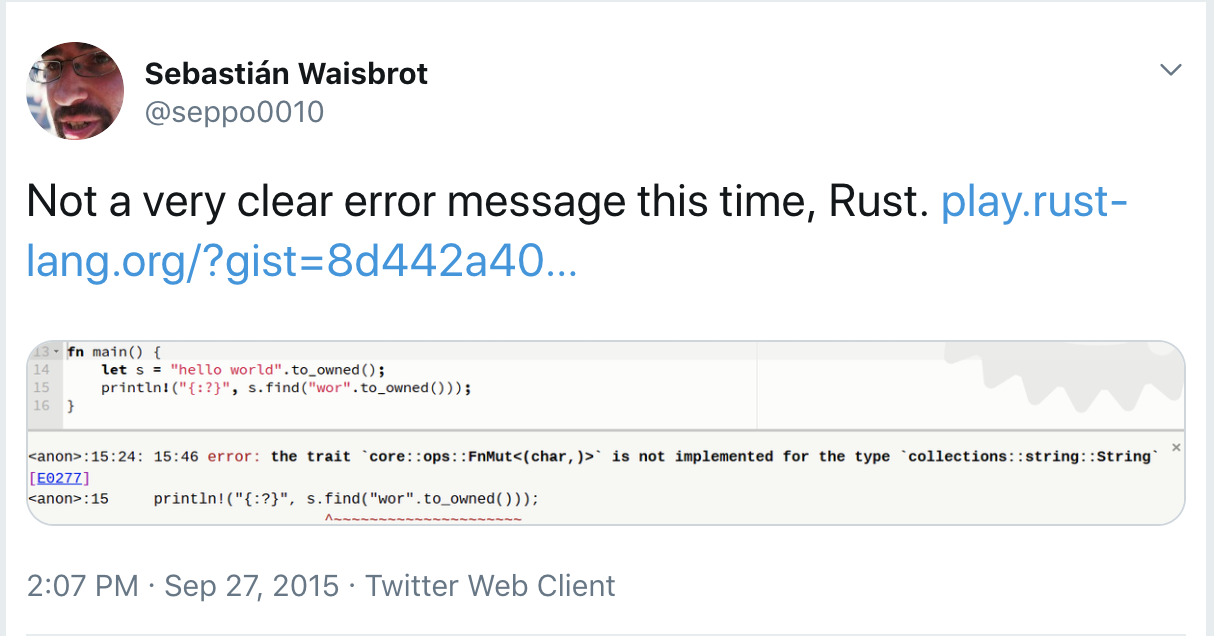 Sebastián Waisbrot
@seppo0010
Not a very clear error message this time, Rust. play.rust-
lang.org/?gist=8d442a40...
13 fn main() {
14     let s = "hello world".to_owned();
15     println!("{:?}", s.find("wor".to_owned()));
16 }
<anon>:15:24: 15:46 error: the trait `core::ops::FnMut<(char,)>` is not implemented for the type `collections::string::String`
[E0277]
<anon>:15     println!("{:?}", s.find("wor".to_owned()));
^~~~~~~~~~~~~~~~~~~~~~
2:07 PM · Sep 27, 2015 · Twitter Web Client